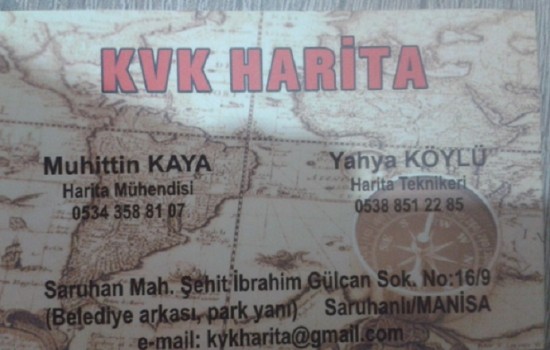 KVK HARİTA
Muhittin KAYA
Harita Mühendisi
0534 358 81 07
Yahya KÖYLÜ
Harita Teknikeri
0538 851 22 85
Saruhan Mah. Şehit İbrahim Gülcan Sok. No:16/9
(Belediye arkası, park yanı) Saruhanlı/MANİSA
e-mail: kykharita@gmail.com